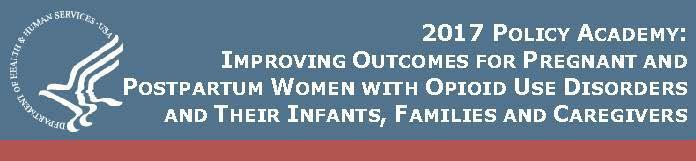 DEPARTMENT OF HEALTH & HUMAN SERVICES · USA
2017 POLICY ACADEMY:
IMPROVING OUTCOMES FOR PREGNANT AND
POSTPARTUM WOMEN WITH OPIOID USE DISORDERS
AND THEIR INFANTS, FAMILIES AND CAREGIVERS